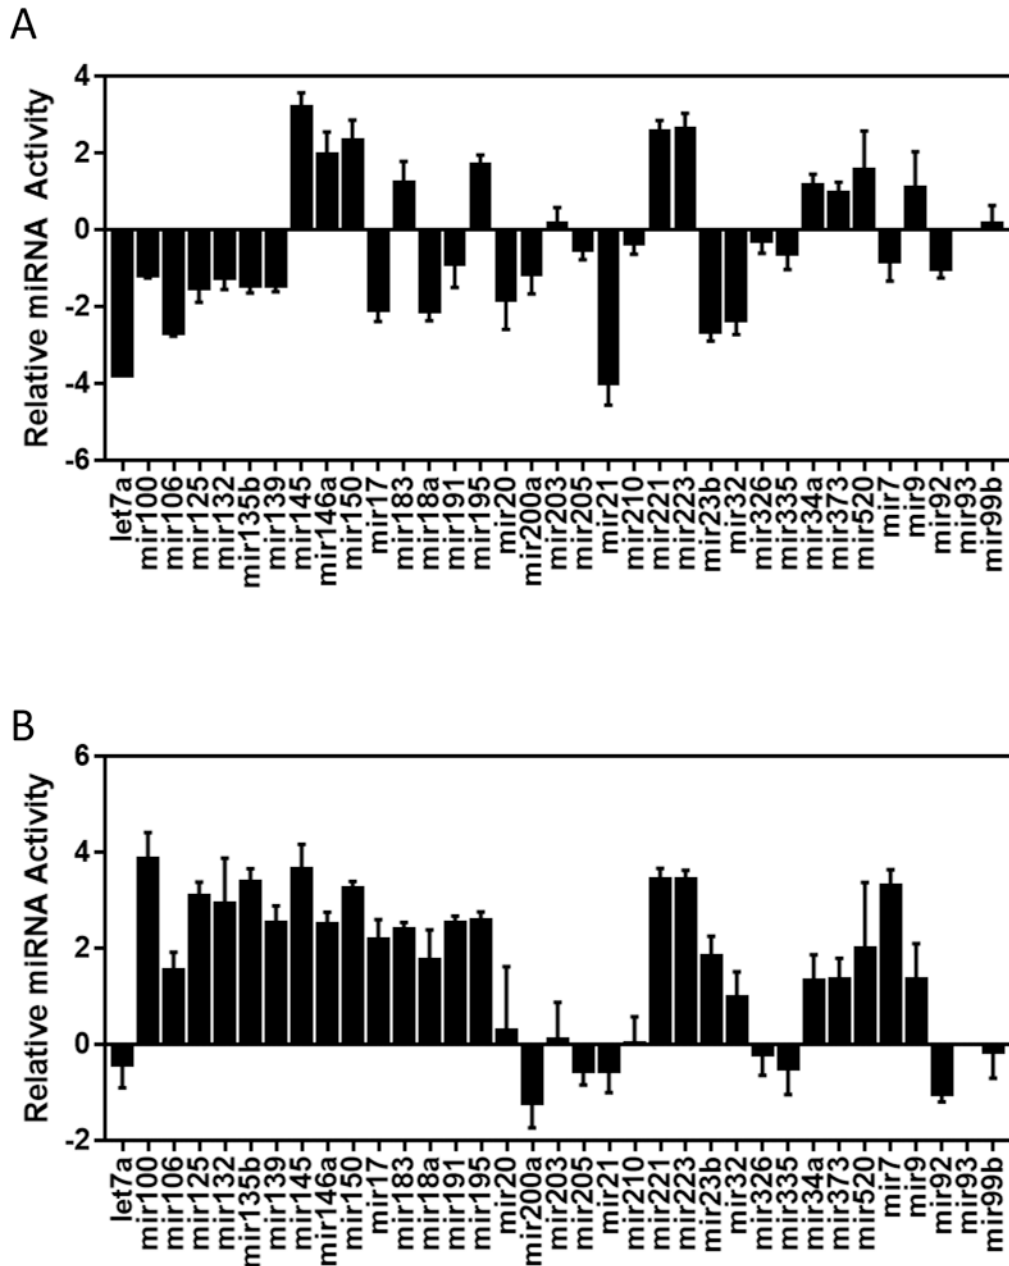 A
Relative miRNA Activity
4
2
0
-2
-4
-6
let7a
mir100
mir106
mir125
mir132
mir135b
mir139
mir145
mir146a
mir150
mir17
mir183
mir18a
mir191
mir195
mir20
mir200a
mir203
mir205
mir21
mir210
mir221
mir223
mir23b
mir32
mir326
mir335
mir34a
mir373
mir520
mir7
mir9
mir92
mir93
mir99b
B
Relative miRNA Activity
6
4
2
0
-2
let7a
mir100
mir106
mir125
mir132
mir135b
mir139
mir145
mir146a
mir150
mir17
mir183
mir18a
mir191
mir195
mir20
mir200a
mir203
mir205
mir21
mir210
mir221
mir223
mir23b
mir32
mir326
mir335
mir34a
mir373
mir520
mir7
mir9
mir92
mir93
mir99b